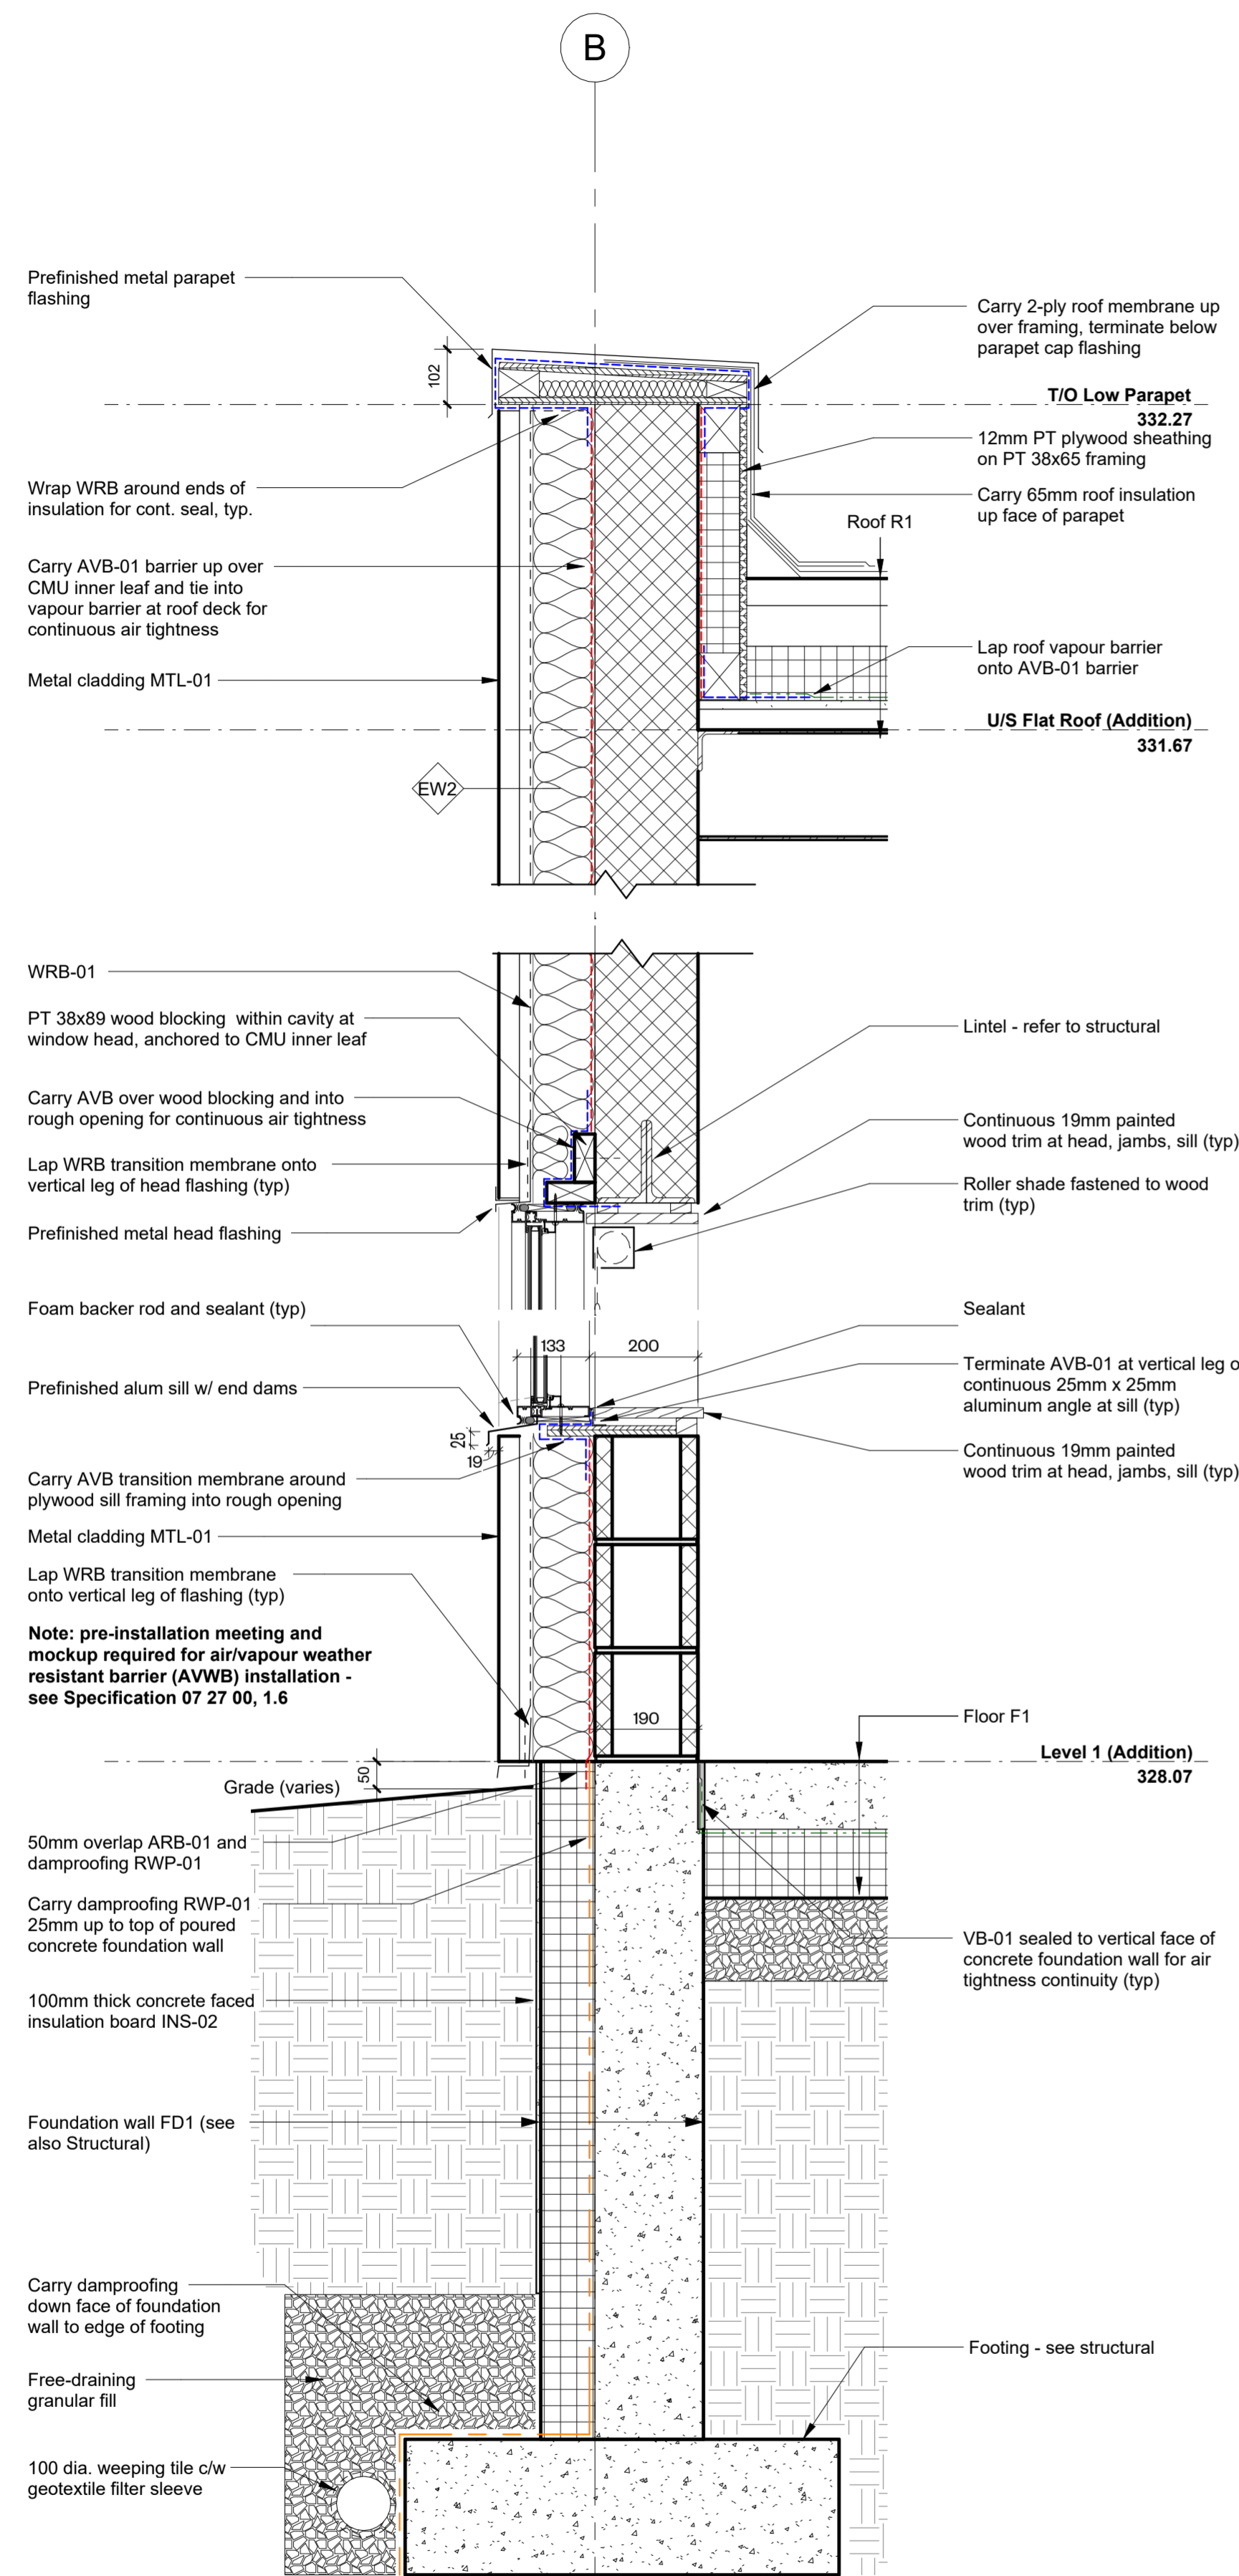 B
Prefinished metal parapet
flashing
102
Carry 2-ply roof membrane up
over framing, terminate below
parapet cap flashing
T/O Low Parapet
332.27
12mm PT plywood sheathing
on PT 38x65 framing
Wrap WRB around ends of
insulation for cont. seal, typ.
Carry 65mm roof insulation
up face of parapet
Roof R1
Carry AVB-01 barrier up over
CMU inner leaf and tie into
vapour barrier at roof deck for
continuous air tightness
Lap roof vapour barrier
onto AVB-01 barrier
Metal cladding MTL-01
U/S Flat Roof (Addition)
331.67
EW2
WRB-01
PT 38x89 wood blocking within cavity at
window head, anchored to CMU inner leaf
Lintel - refer to structural
Carry AVB over wood blocking and into
rough opening for continuous air tightness
Continuous 19mm painted
wood trim at head, jambs, sill (typ)
Lap WRB transition membrane onto
vertical leg of head flashing (typ)
Roller shade fastened to wood
trim (typ)
Prefinished metal head flashing
Foam backer rod and sealant (typ)
Sealant
133
200
Terminate AVB-01 at vertical leg o
continuous 25mm x 25mm
aluminum angle at sill (typ)
Prefinished alum sill w/ end dams
25
19
Continuous 19mm painted
wood trim at head, jambs, sill (typ)
Carry AVB transition membrane around
plywood sill framing into rough opening
Metal cladding MTL-01
Lap WRB transition membrane
onto vertical leg of flashing (typ)
Note: pre-installation meeting and
mockup required for air/vapour weather
resistant barrier (AVWB) installation -
see Specification 07 27 00, 1.6
190
Floor F1
Level 1 (Addition)
328.07
50
Grade (varies)
50mm overlap ARB-01 and
damproofing RWP-01
Carry damproofing RWP-01
25mm up to top of poured
concrete foundation wall
VB-01 sealed to vertical face of
concrete foundation wall for air
tightness continuity (typ)
100mm thick concrete faced
insulation board INS-02
Foundation wall FD1 (see
also Structural)
Carry damproofing
down face of foundation
wall to edge of footing
Footing - see structural
Free-draining
granular fill
100 dia. weeping tile c/w
geotextile filter sleeve